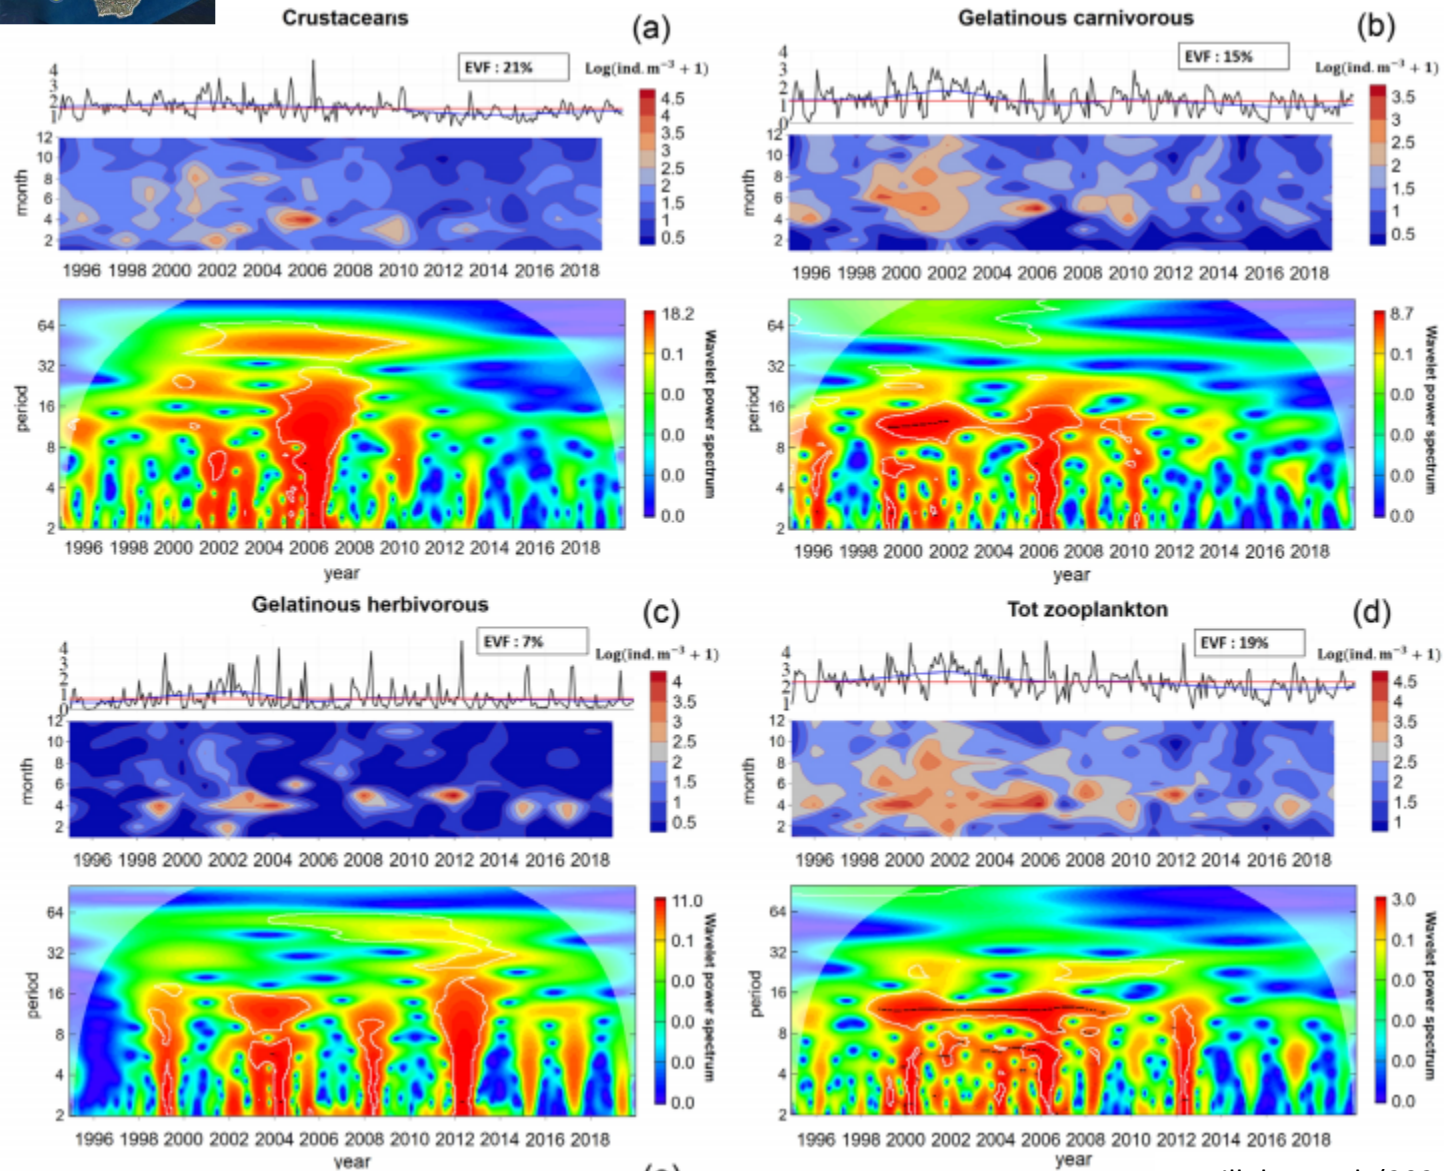 Crustaceans
(a)
EVF : 21%
Log(ind.m⁻³ + 1)
4
3
2
1
4.5
4
3.5
3
2.5
2
1.5
1
0.5
12
10
8
6
4
2
month
1996 1998 2000 2002 2004 2006 2008 2010 2012 2014 2016 2018
64
32
16
8
4
2
period
18.2
0.1
0.0
0.0
0.0
Wavelet power spectrum
1996 1998 2000 2002 2004 2006 2008 2010 2012 2014 2016 2018
year
Gelatinous carnivorous
(b)
EVF : 15%
Log(ind.m⁻³ + 1)
4
3
2
1
0
3.5
3
2.5
2
1.5
1
0.5
12
10
8
6
4
2
month
1996 1998 2000 2002 2004 2006 2008 2010 2012 2014 2016 2018
64
32
16
8
4
2
period
8.7
0.1
0.0
0.0
0.0
Wavelet power spectrum
1996 1998 2000 2002 2004 2006 2008 2010 2012 2014 2016 2018
year
Gelatinous herbivorous
(c)
EVF : 7%
Log(ind.m⁻³ + 1)
4
3
2
1
0
4
3.5
3
2.5
2
1.5
1
0.5
12
10
8
6
4
2
month
1996 1998 2000 2002 2004 2006 2008 2010 2012 2014 2016 2018
64
32
16
8
4
2
period
11.0
0.1
0.0
0.0
0.0
Wavelet power spectrum
1996 1998 2000 2002 2004 2006 2008 2010 2012 2014 2016 2018
year
Tot zooplankton
(d)
EVF : 19%
Log(ind.m⁻³ + 1)
4
3
2
1
4.5
4
3.5
3
2.5
2
1.5
1
12
10
8
6
4
2
month
1996 1998 2000 2002 2004 2006 2008 2010 2012 2014 2016 2018
64
32
16
8
4
2
period
3.0
0.1
0.0
0.0
0.0
Wavelet power spectrum
1996 1998 2000 2002 2004 2006 2008 2010 2012 2014 2016 2018
year